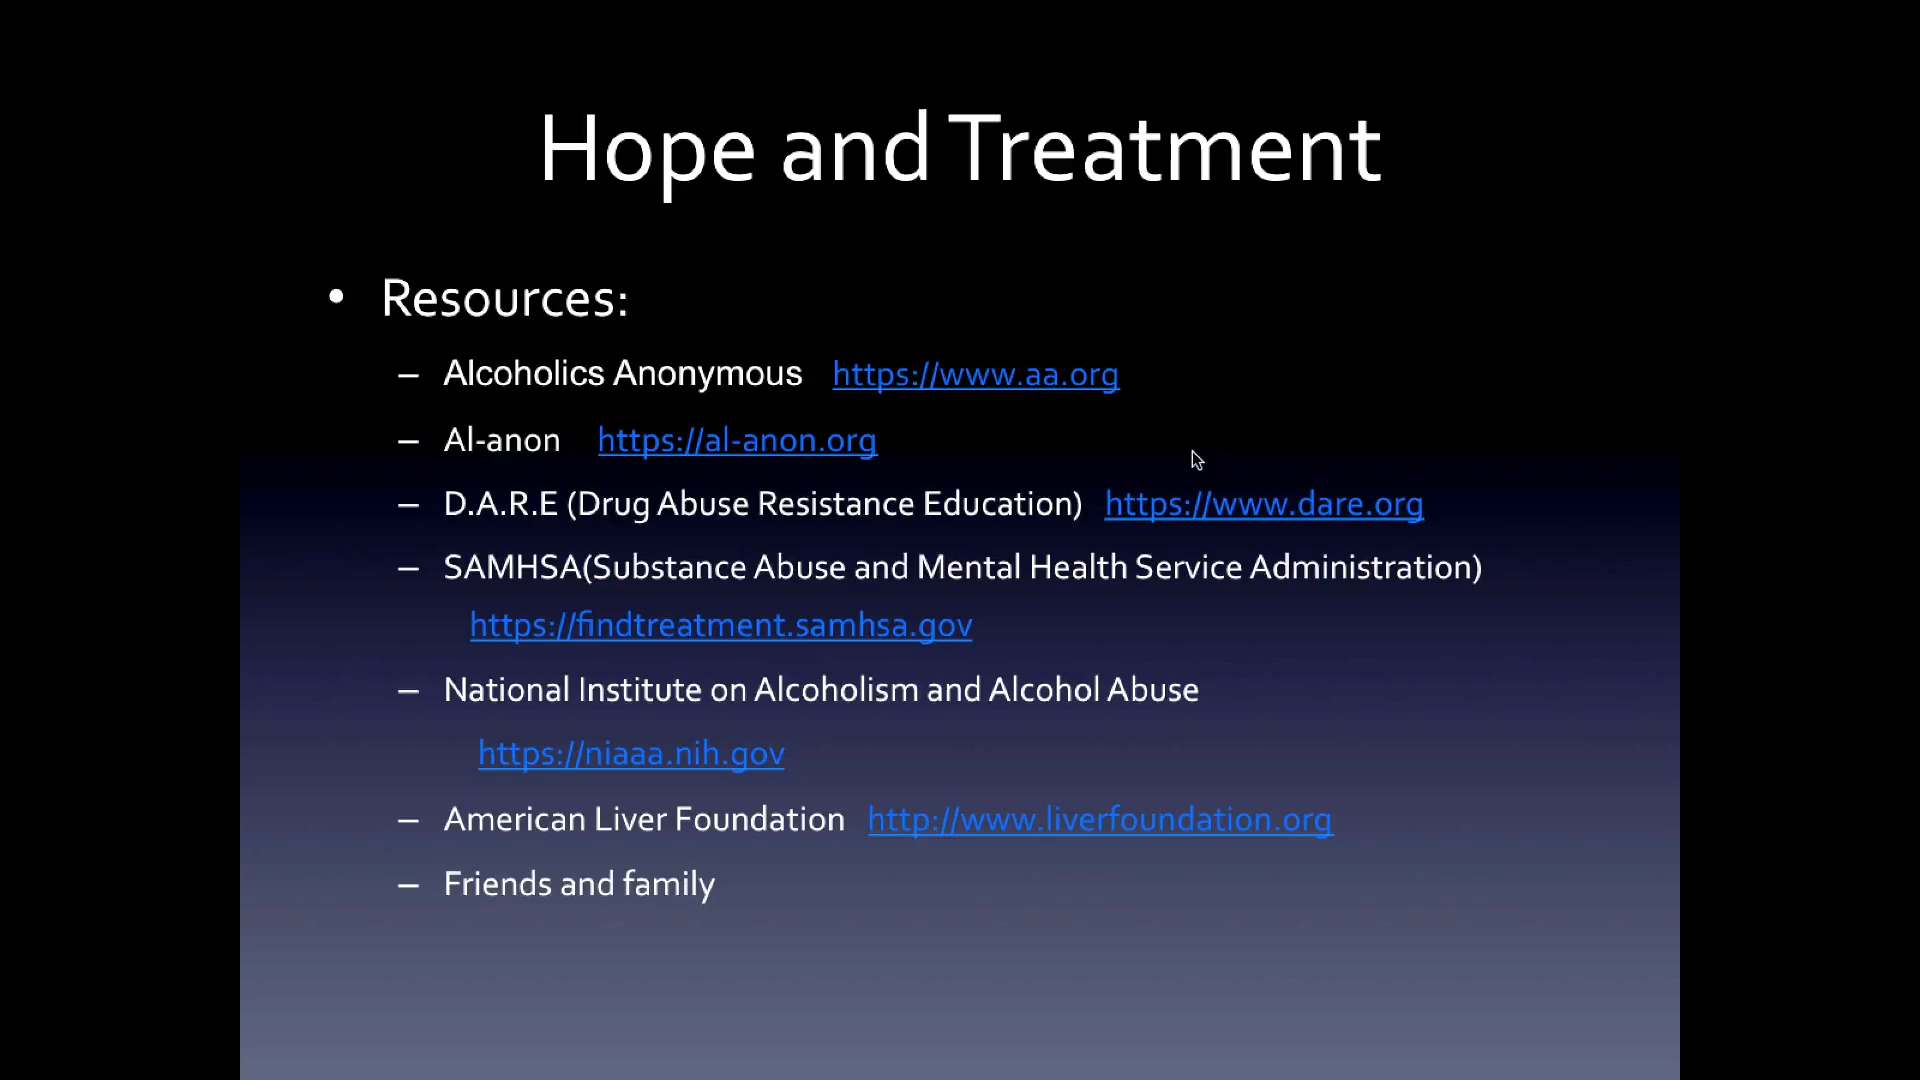 Hope and Treatment
• Resources:
– Alcoholics Anonymous https://www.aa.org
– Al-anon https://al-anon.org
– D.A.R.E (Drug Abuse Resistance Education) https://www.dare.org
– SAMHSA(Substance Abuse and Mental Health Service Administration)
https://findtreatment.samhsa.gov
– National Institute on Alcoholism and Alcohol Abuse
https://niaaa.nih.gov
– American Liver Foundation http://www.liverfoundation.org
– Friends and family